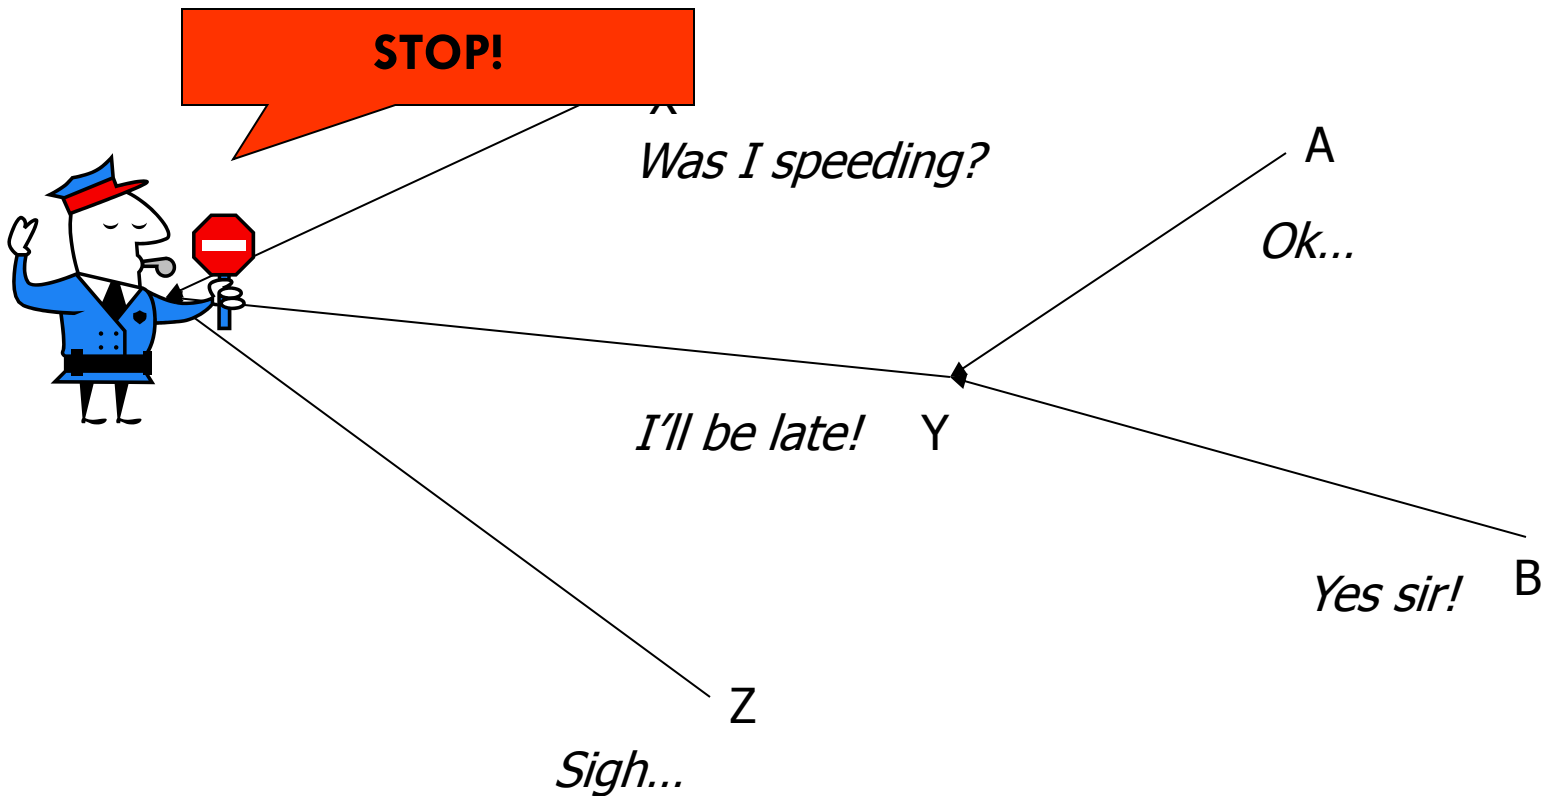 STOP!
Was I speeding?
A
Ok...
I'll be late!
Y
B
Yes sir!
Z
Sigh...